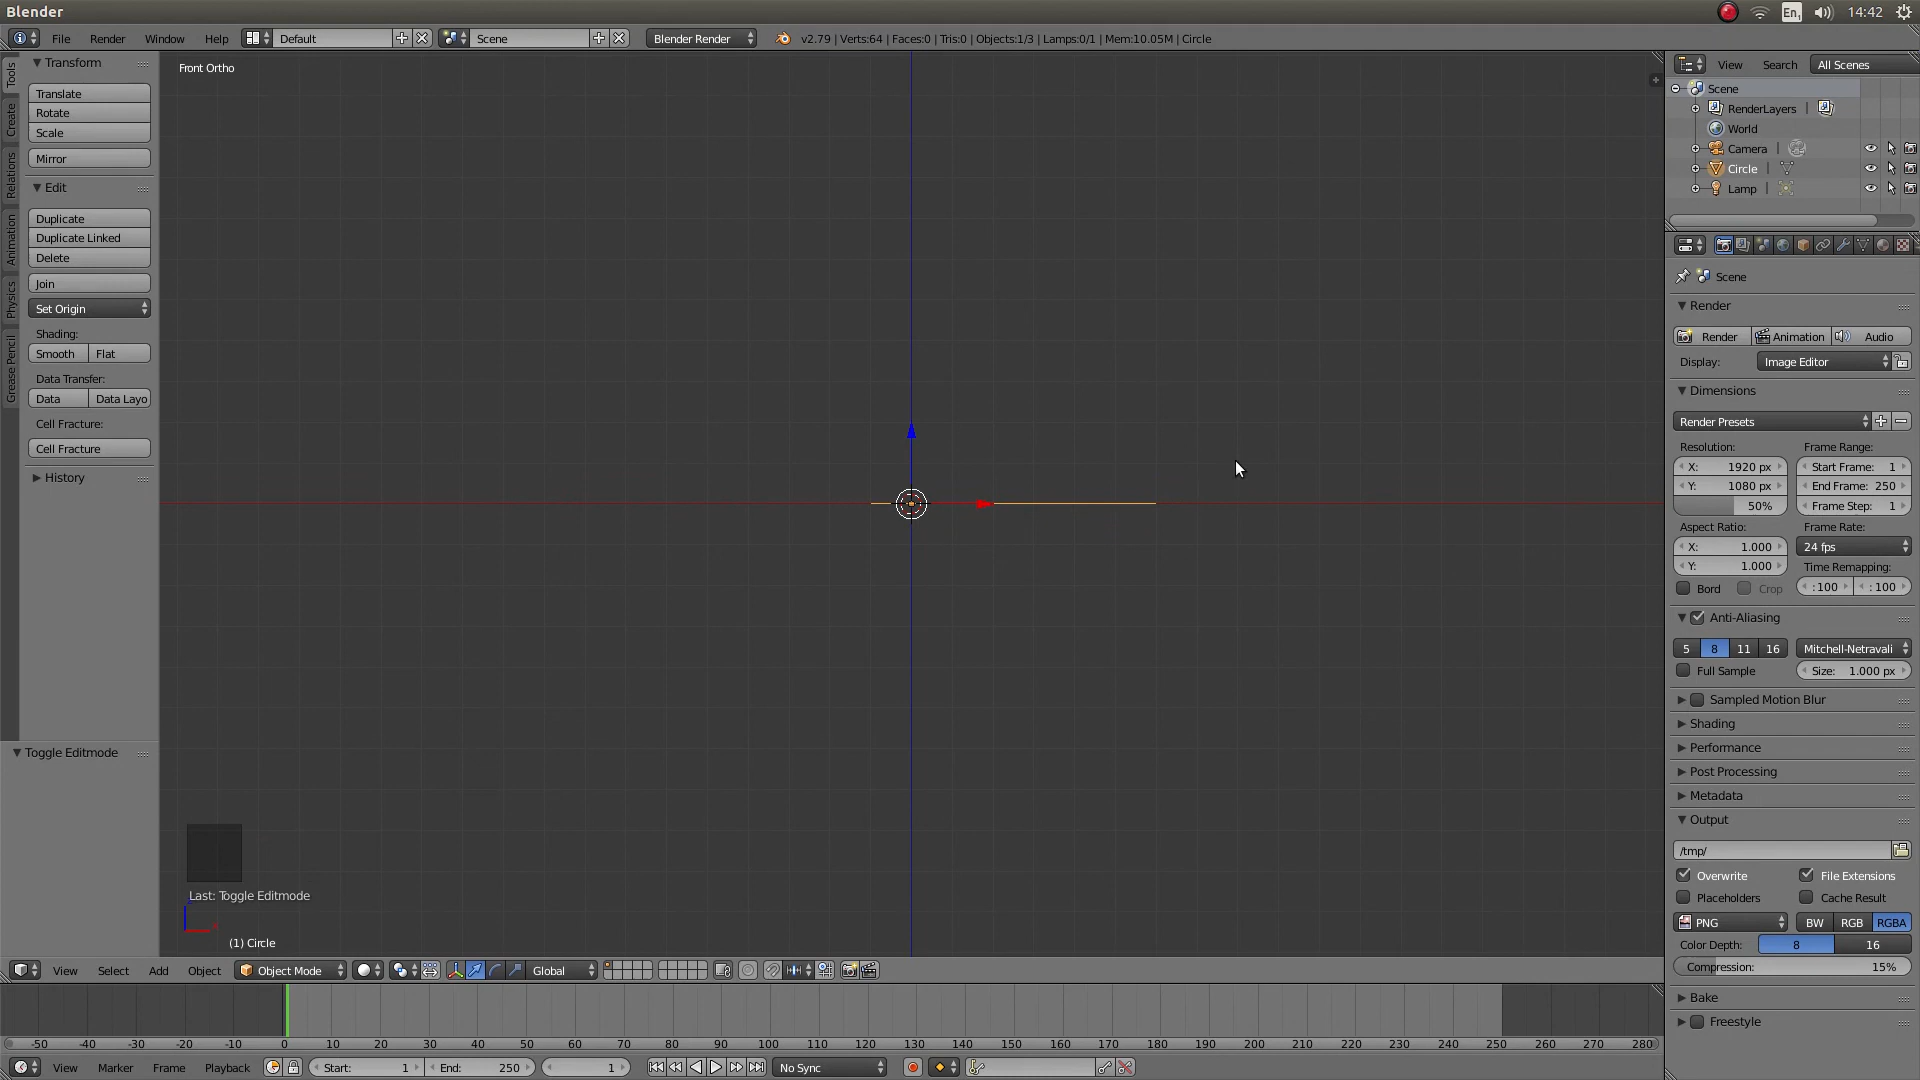 Blender
En1
14:42
File Render Window Help Default Scene Blender Render v2.79 | Verts:64 | Faces:0 | Tris:0 | Objects:1/3 | Lamps:0/1 | Mem:10.05M | Circle
Tools
Create
Relations
Animation
Physics
Grease Pencil
Transform
Translate
Rotate
Scale
Mirror
Edit
Duplicate
Duplicate Linked
Delete
Join
Set Origin
Shading:
Smooth Flat
Data Transfer:
Data Data Layo
Cell Fracture:
Cell Fracture
History
Toggle Editmode
Front Ortho
Last: Toggle Editmode
(1) Circle
View Select Add Object Object Mode Global
-50 -40 -30 -20 -10 0 10 20 30 40 50 60 70 80 90 100 110 120 130 140 150 160 170 180 190 200 210 220 230 240 250 260 270 280
View Marker Frame Playback Start: 1 End: 250 1 No Sync
View Search All Scenes
Scene
RenderLayers |
World
Camera |
Circle |
Lamp |
Scene
Render
Render Animation Audio
Display: Image Editor
Dimensions
Render Presets
Resolution: Frame Range:
X: 1920 px Start Frame: 1
Y: 1080 px End Frame: 250
50% Frame Step: 1
Aspect Ratio: Frame Rate:
X: 1.000 24 fps
Y: 1.000 Time Remapping:
Bord Crop :100 : 100
Anti-Aliasing
5 8 11 16 Mitchell-Netravali
Full Sample Size: 1.000 px
Sampled Motion Blur
Shading
Performance
Post Processing
Metadata
Output
/tmp/
Overwrite File Extensions
Placeholders Cache Result
PNG BW RGB RGBA
Color Depth: 8 16
Compression: 15%
Bake
Freestyle